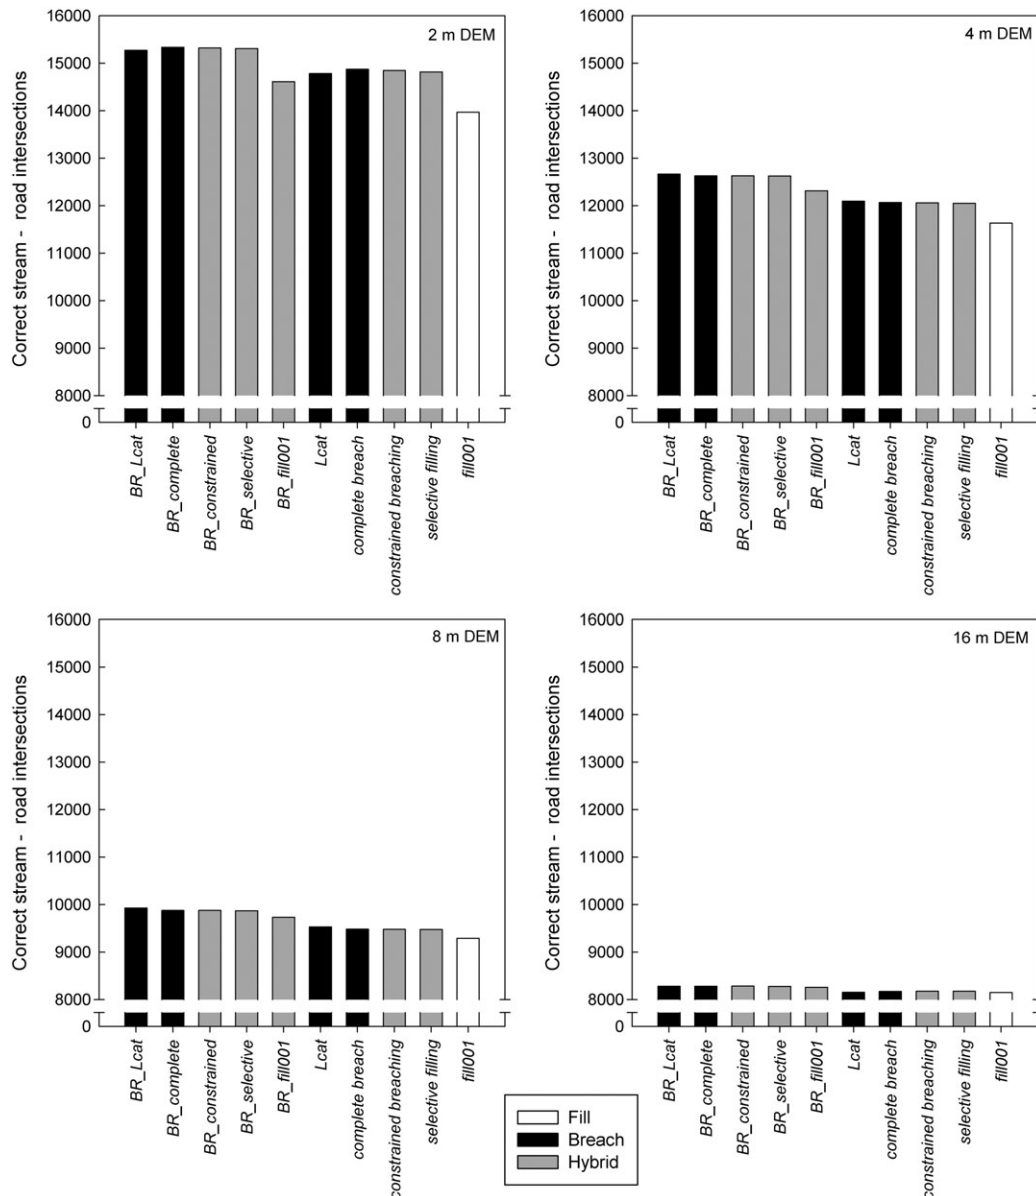 2 m DEM
Correct stream - road intersections
16000
15000
14000
13000
12000
11000
10000
9000
8000
0
BR_Lcat
BR_complete
BR_constrained
BR_selective
BR_fill001
Lcat
complete breach
constrained breaching
selective filling
fill001
4 m DEM
Correct stream - road intersections
16000
15000
14000
13000
12000
11000
10000
9000
8000
0
BR_Lcat
BR_complete
BR_constrained
BR_selective
BR_fill001
Lcat
complete breach
constrained breaching
selective filling
fill001
8 m DEM
Correct stream - road intersections
16000
15000
14000
13000
12000
11000
10000
9000
8000
0
BR_Lcat
BR_complete
BR_constrained
BR_selective
BR_fill001
Lcat
complete breach
constrained breaching
selective filling
fill001
16 m DEM
Correct stream - road intersections
16000
15000
14000
13000
12000
11000
10000
9000
8000
0
BR_Lcat
BR_complete
BR_constrained
BR_selective
BR_fill001
Lcat
complete breach
constrained breaching
selective filling
fill001
Fill
Breach
Hybrid